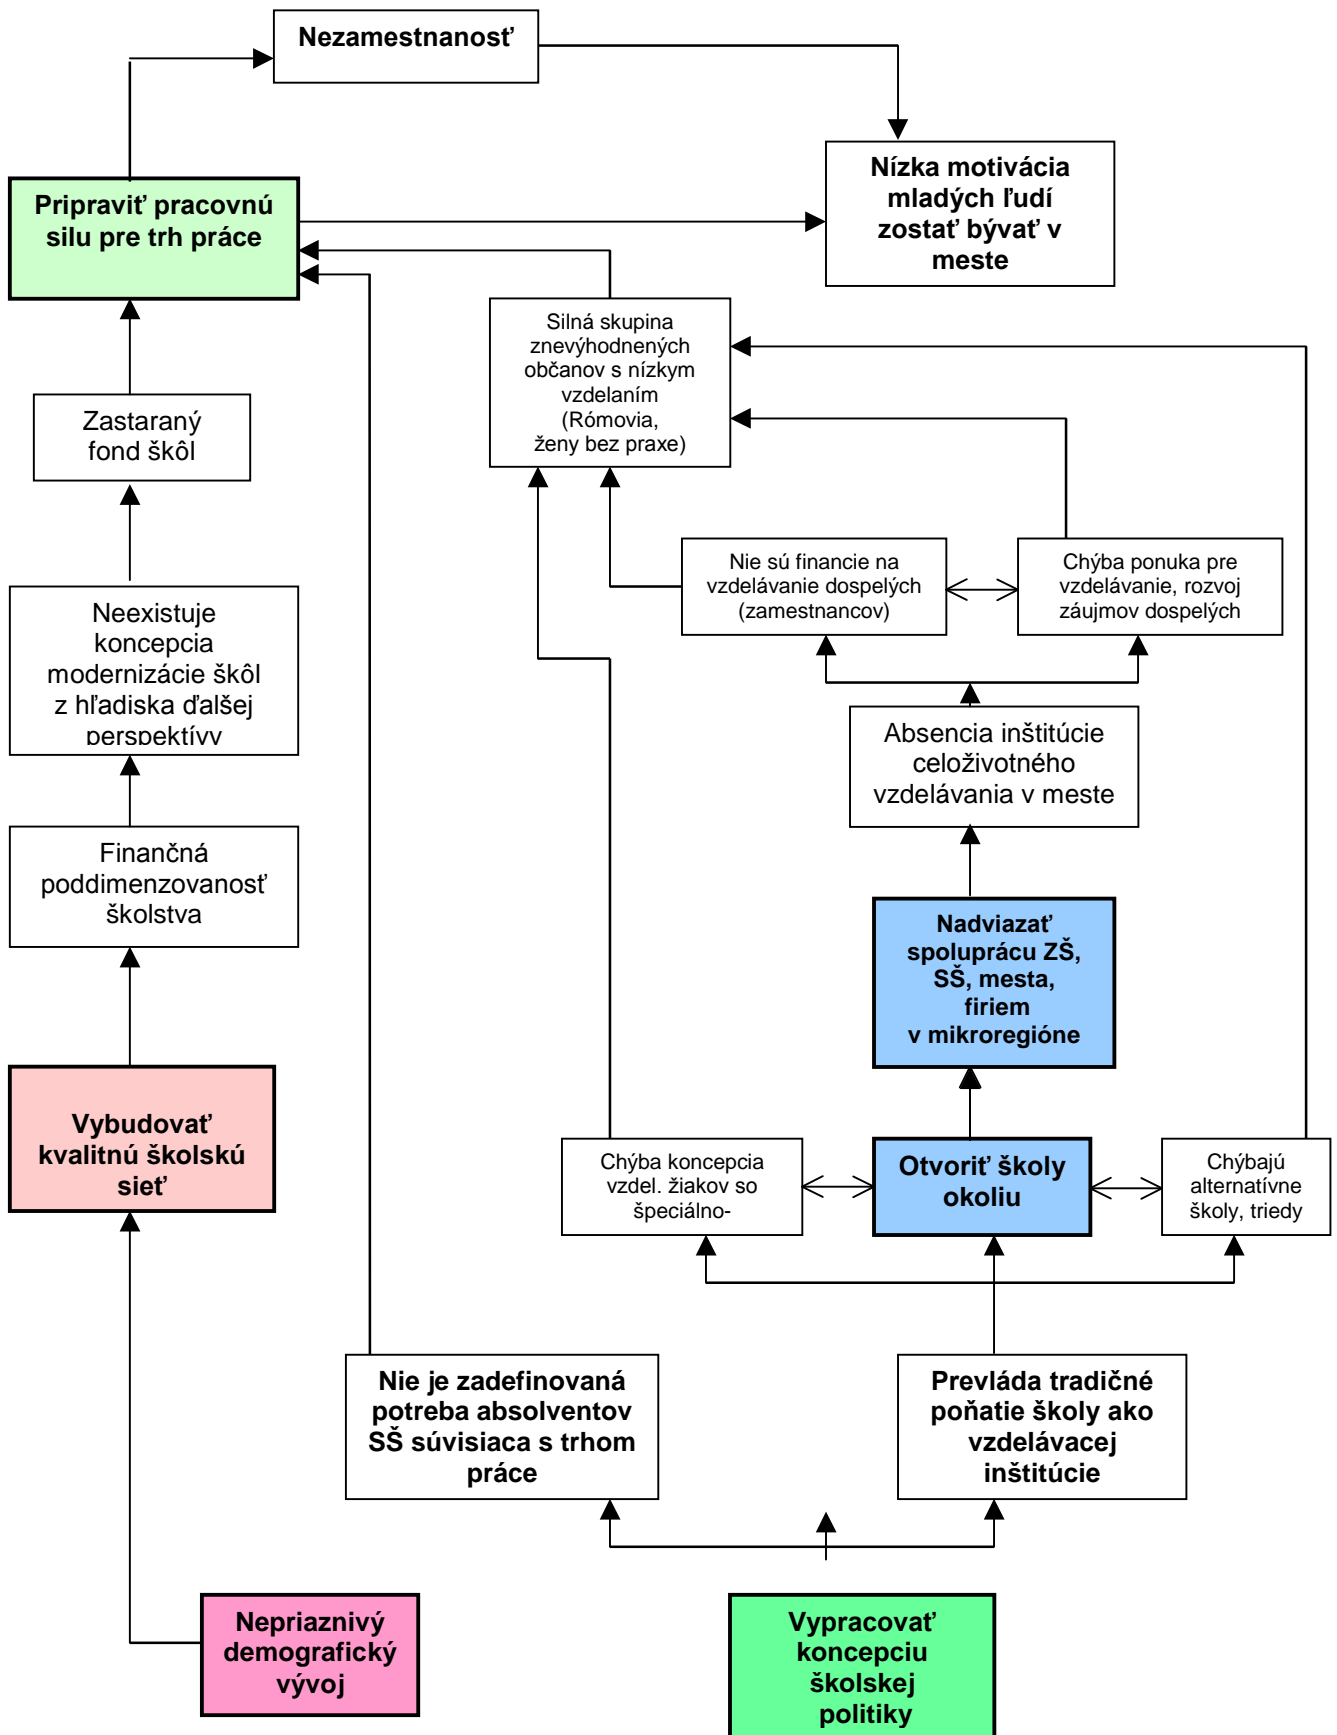 Nezamestnanosť
Nízka motivácia
mladých ľudí
zostať bývať v
meste
Pripraviť pracovnú
silu pre trh práce
Silná skupina
znevýhodnených
občanov s nízkym
vzdelaním
(Rómovia,
ženy bez praxe)
Zastaraný
fond škôl
Nie sú financie na
vzdelávanie dospelých
(zamestnancov)
Chýba ponuka pre
vzdelávanie, rozvoj
záujmov dospelých
Neexistuje
koncepcia
modernizácie škôl
z hľadiska ďalšej
perspektívy
Absencia inštitúcie
celoživotného
vzdelávania v meste
Finančná
poddimenzovanosť
školstva
Nadviazať
spoluprácu ZŠ,
SŠ, mesta,
firiem
v mikroregióne
Vybudovať
kvalitnú školskú
sieť
Chýba koncepcia
vzdel. žiakov so
špeciálno-
Otvoriť školy
okoliu
Chýbajú
alternatívne
školy, triedy
Nie je zadefinovaná
potreba absolventov
SŠ súvisiaca s trhom
práce
Prevláda tradičné
poňatie školy ako
vzdelávacej
inštitúcie
Nepriaznivý
demografický
vývoj
Vypracovať
koncepciu
školskej
politiky